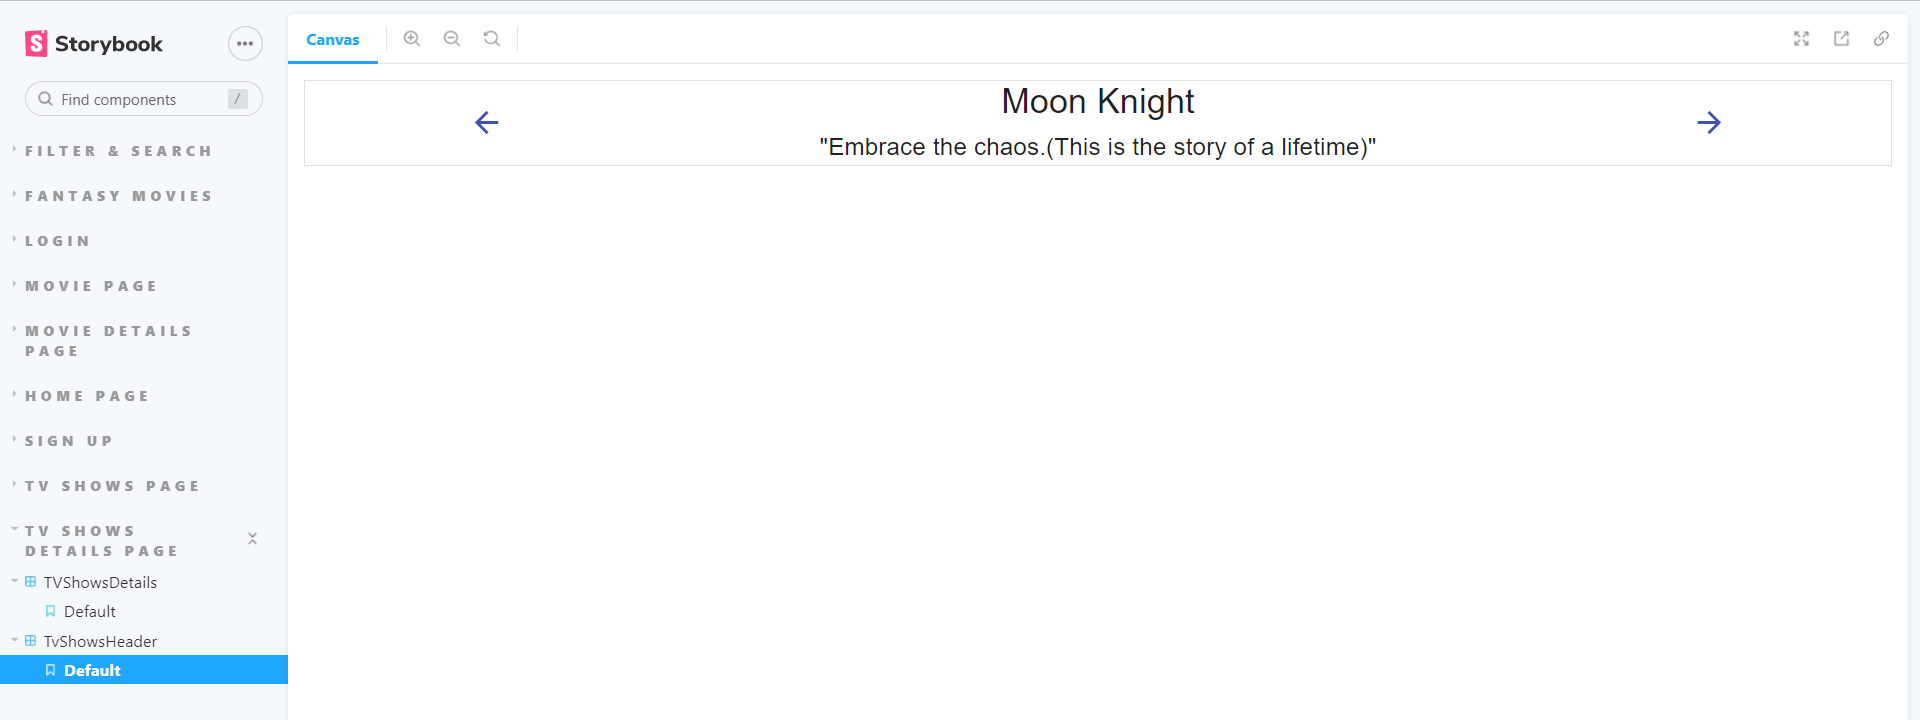 Storybook
Find components
/
FILTER & SEARCH
FANTASY MOVIES
LOGIN
MOVIE PAGE
MOVIE DETAILS
PAGE
HOME PAGE
SIGN UP
TV SHOWS PAGE
TV SHOWS
DETAILS PAGE
TVShowsDetails
Default
TvShowsHeader
Default
Canvas
Moon Knight
"Embrace the chaos.(This is the story of a lifetime)"